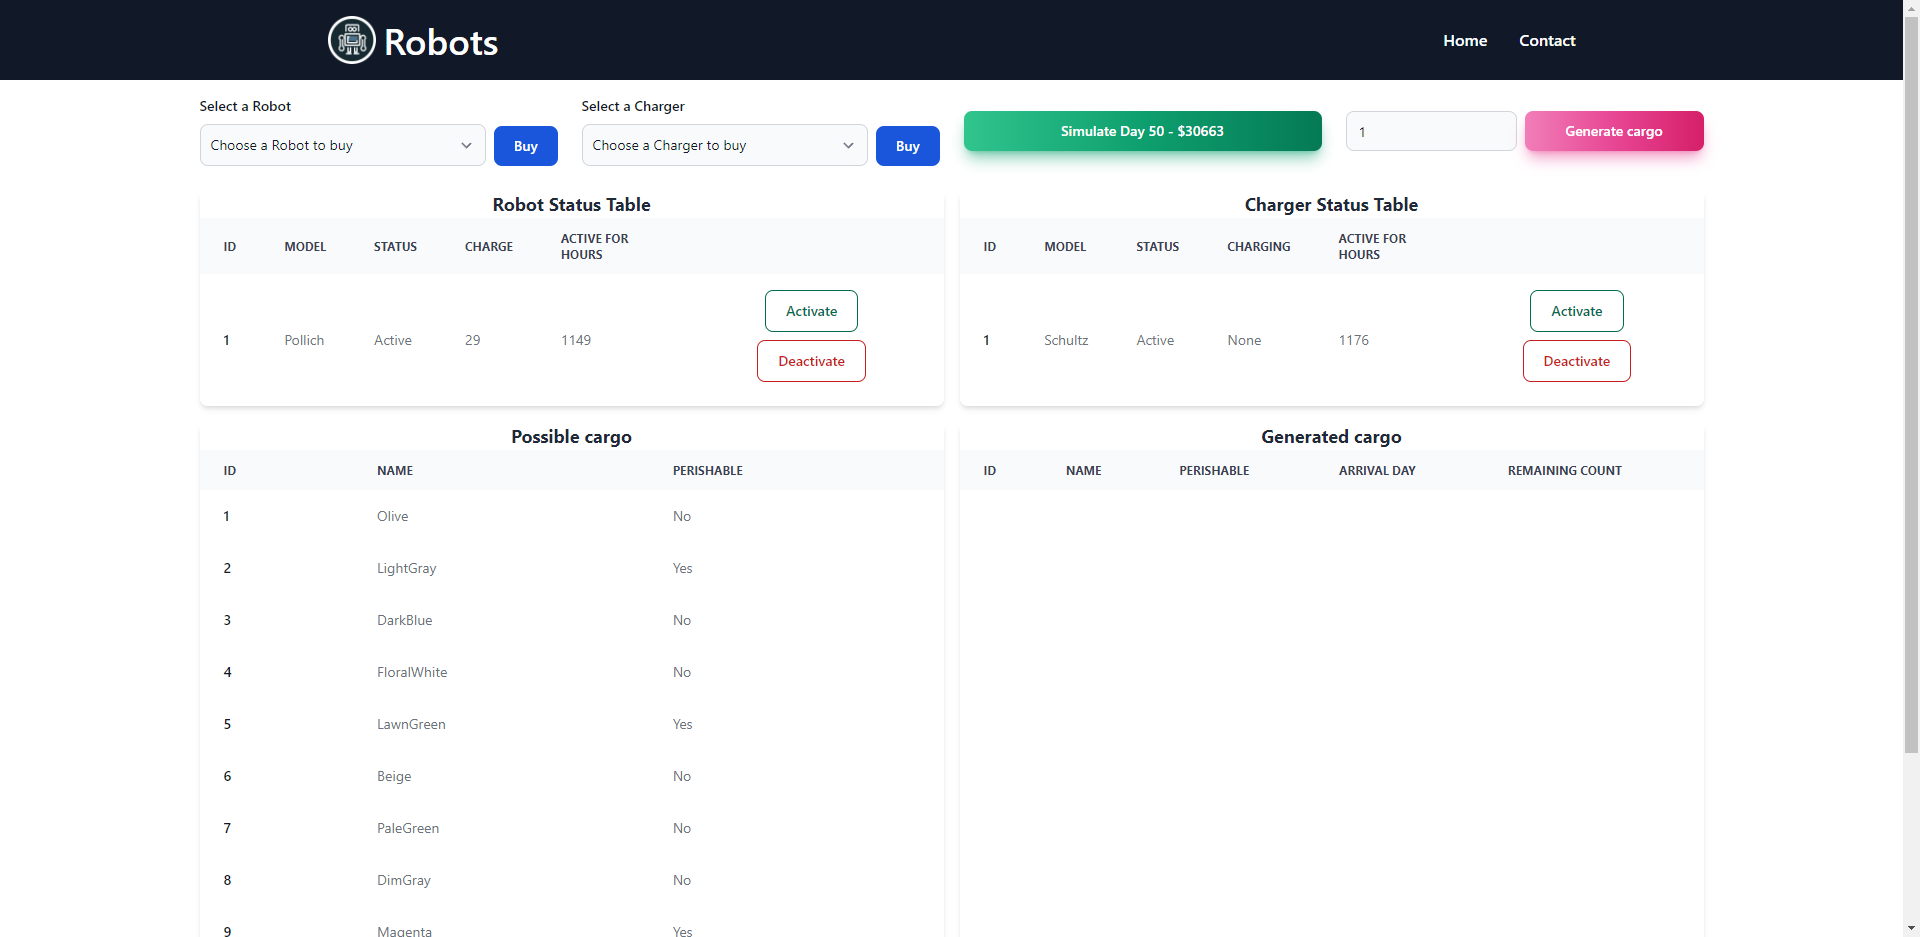 Robots
Home Contact
Select a Robot
Choose a Robot to buy
Buy
Select a Charger
Choose a Charger to buy
Buy
Simulate Day 50 - $30663
1
Generate cargo
Robot Status Table
ID MODEL STATUS CHARGE ACTIVE FOR
HOURS
1 Pollich Active 29 1149
Activate
Deactivate
Charger Status Table
ID MODEL STATUS CHARGING ACTIVE FOR
HOURS
1 Schultz Active None 1176
Activate
Deactivate
Possible cargo
ID NAME PERISHABLE
1 Olive No
2 LightGray Yes
3 DarkBlue No
4 FloralWhite No
5 LawnGreen Yes
6 Beige No
7 PaleGreen No
8 DimGray No
9 Magenta Yes
Generated cargo
ID NAME PERISHABLE ARRIVAL DAY REMAINING COUNT